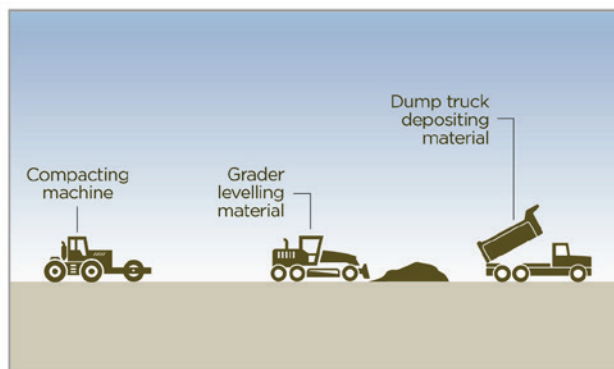 Compacting
machine
Grader
levelling
material
Dump truck
depositing
material